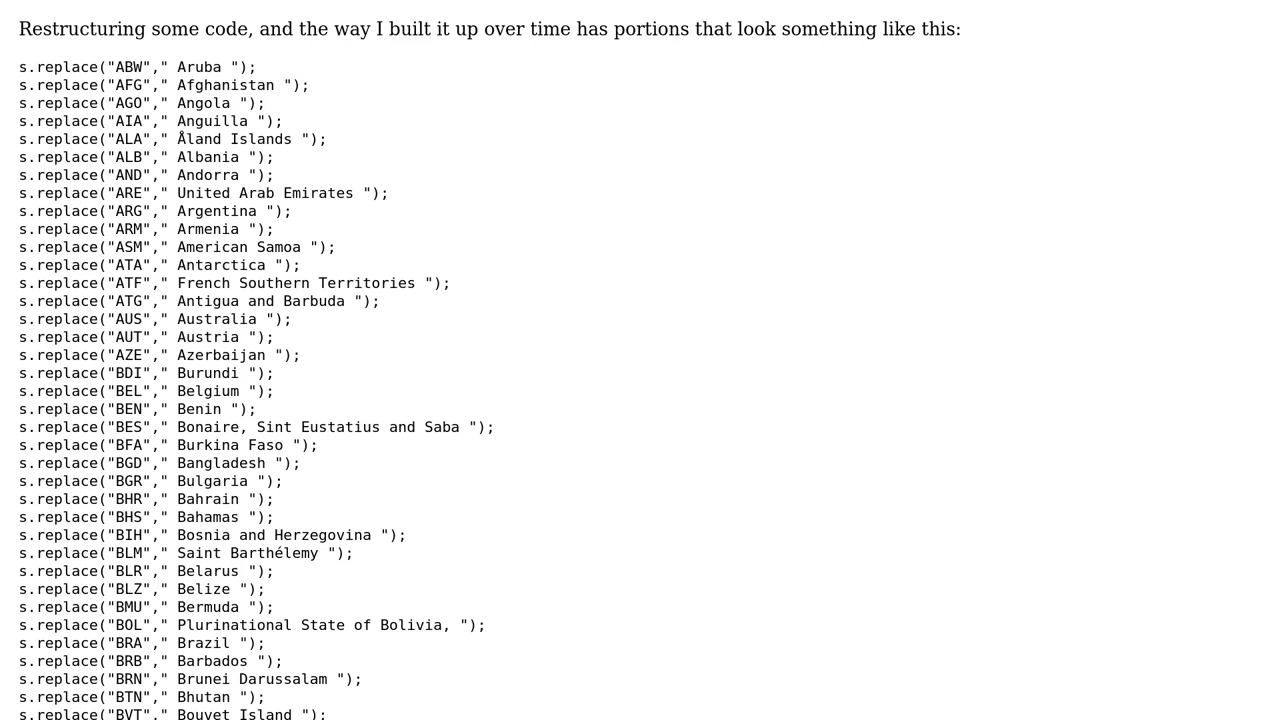 Restructuring some code, and the way I built it up over time has portions that look something like this:
s.replace("ABW"," Aruba ");
s.replace("AFG"," Afghanistan ");
s.replace("AGO"," Angola ");
s.replace("AIA"," Anguilla ");
s.replace("ALA"," Åland Islands ");
s.replace("ALB"," Albania ");
s.replace("AND"," Andorra ");
s.replace("ARE"," United Arab Emirates ");
s.replace("ARG"," Argentina ");
s.replace("ARM"," Armenia ");
s.replace("ASM"," American Samoa ");
s.replace("ATA"," Antarctica ");
s.replace("ATF"," French Southern Territories ");
s.replace("ATG"," Antigua and Barbuda ");
s.replace("AUS"," Australia ");
s.replace("AUT"," Austria ");
s.replace("AZE"," Azerbaijan ");
s.replace("BDI"," Burundi ");
s.replace("BEL"," Belgium ");
s.replace("BEN"," Benin ");
s.replace("BES"," Bonaire, Sint Eustatius and Saba ");
s.replace("BFA"," Burkina Faso ");
s.replace("BGD"," Bangladesh ");
s.replace("BGR"," Bulgaria ");
s.replace("BHR"," Bahrain ");
s.replace("BHS"," Bahamas ");
s.replace("BIH"," Bosnia and Herzegovina ");
s.replace("BLM"," Saint Barthélemy ");
s.replace("BLR"," Belarus ");
s.replace("BLZ"," Belize ");
s.replace("BMU"," Bermuda ");
s.replace("BOL"," Plurinational State of Bolivia, ");
s.replace("BRA"," Brazil ");
s.replace("BRB"," Barbados ");
s.replace("BRN"," Brunei Darussalam ");
s.replace("BTN"," Bhutan ");
s.replace("BVT"," Bouvet Island ");